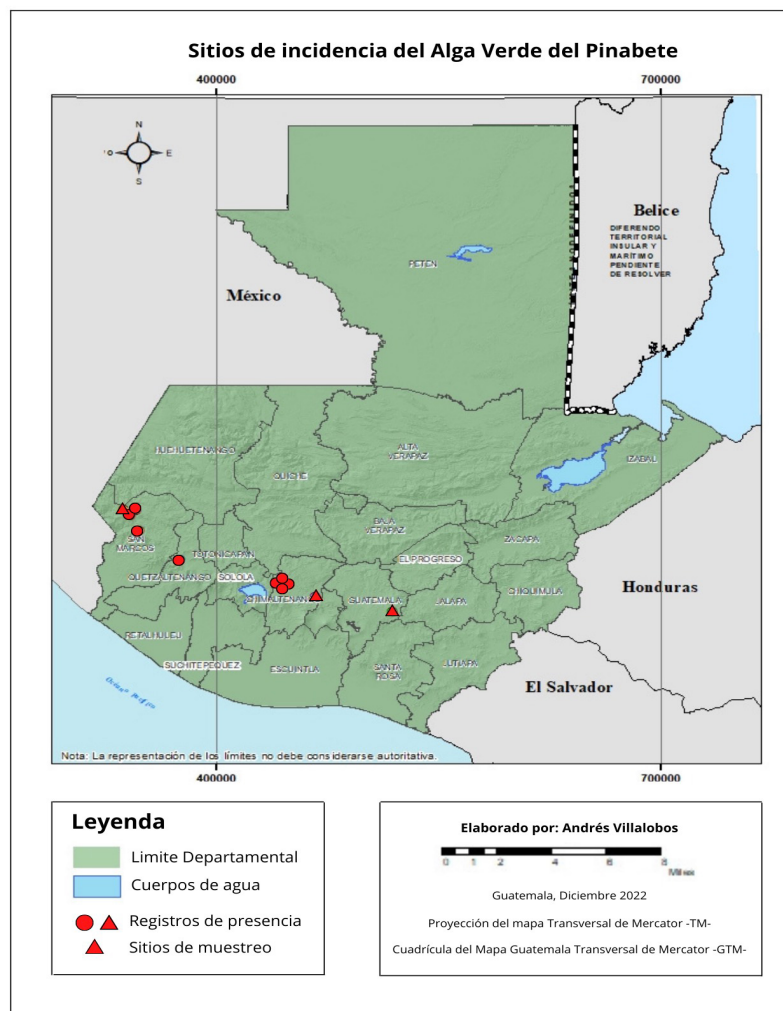 Sitios de incidencia del Alga Verde del Pinabete
400000
700000
N
E
S
Belice
DIFERENDO
TERRITORIAL
INSULAR Y
MARÍTIMO
PENDIENTE
DE RESOLVER
PETEN
México
HUEHUETENANGO
QUICHE
ALTA
VERAPAZ
IZABAL
SAN
MARCOS
TOTONICAPAN
BAJA
VERAPAZ
EL PROGRESO
ZACAPA
QUETZALTENANGO
SOLOLA
GUATEMALA
JALAPA
CHIQUIMULA
Honduras
RETALHULEU
SUCHITEPEQUEZ
ESCUINTLA
SANTA
ROSA
JUTIAPA
El Salvador
Nota: La representación de los límites no debe considerarse autoritativa.
400000
700000
Leyenda
Limite Departamental
Cuerpos de agua
Registros de presencia
Sitios de muestreo
Elaborado por: Andrés Villalobos
0 1 2 4 6 8
Guatemala, Diciembre 2022
Proyección del mapa Transversal de Mercator -TM-
Cuadrícula del Mapa Guatemala Transversal de Mercator -GTM-